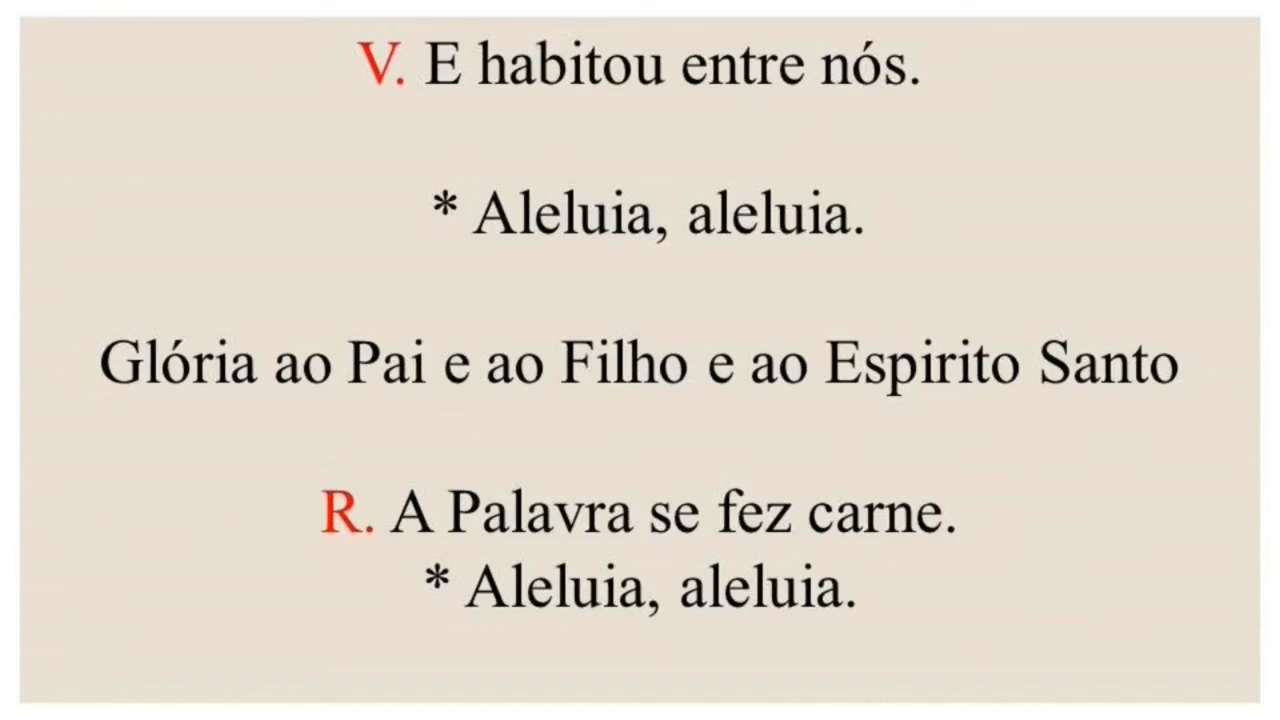 V. E habitou entre nós.
* Aleluia, aleluia.
Glória ao Pai e ao Filho e ao Espirito Santo
R. A Palavra se fez carne.
* Aleluia, aleluia.